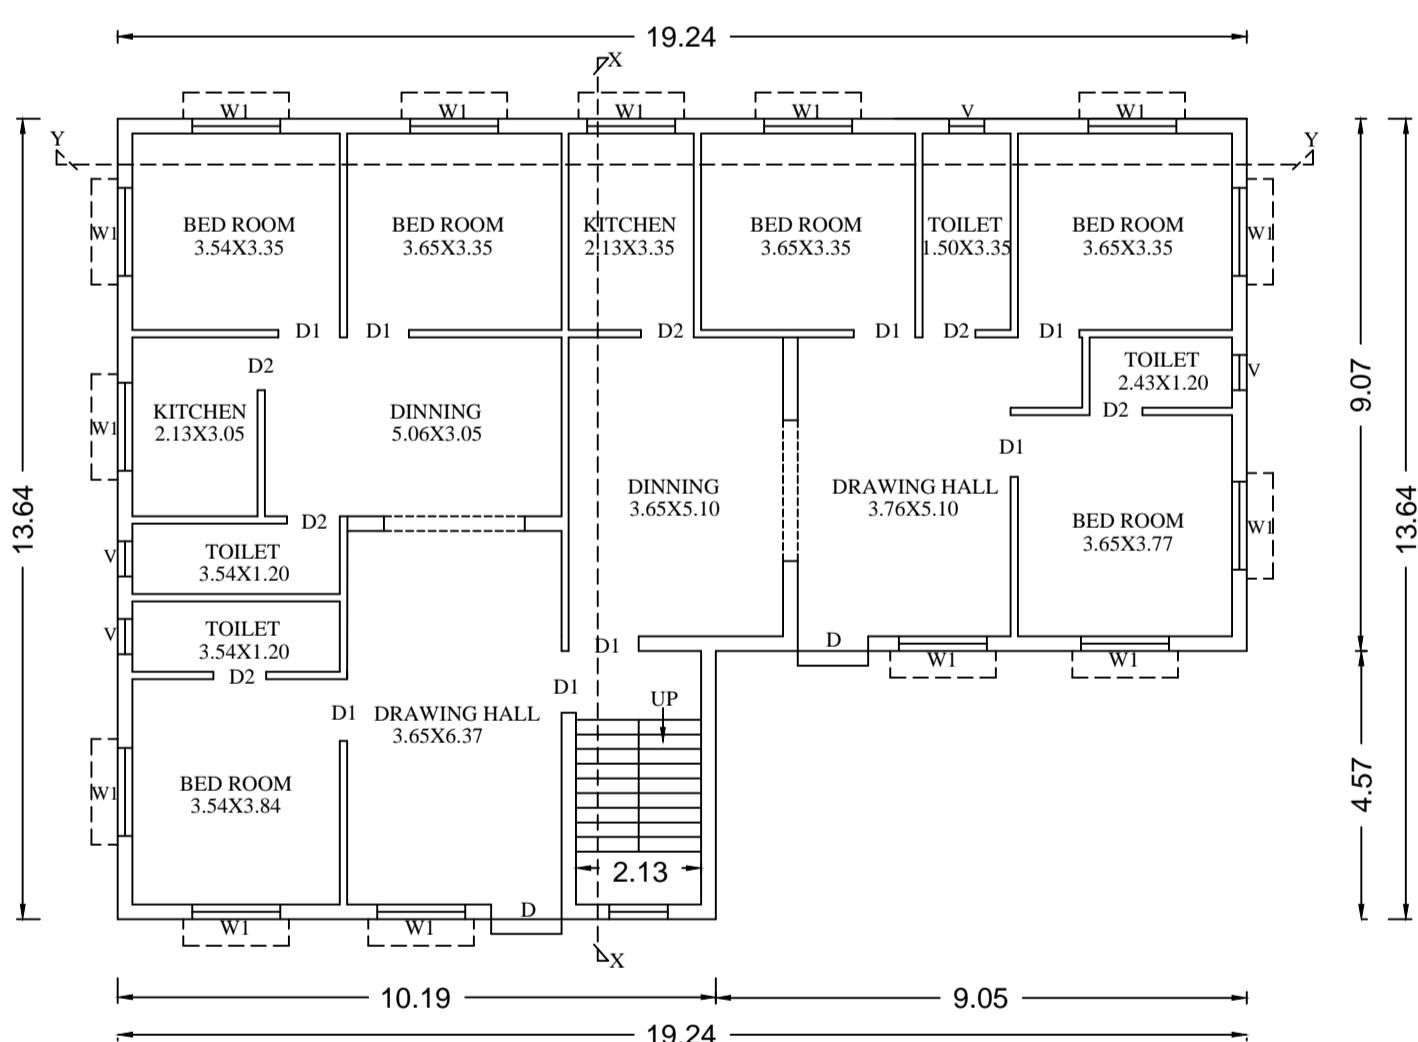 19.24
X
W1 W1 W1 W1 V W1
Y Y
BED ROOM BED ROOM KITCHEN BED ROOM TOILET BED ROOM
3.54X3.35 3.65X3.35 2.13X3.35 3.65X3.35 1.50X3.35 3.65X3.35
W1 W1
D1 D1 D2 D1 D2 D1
D2
TOILET
2.43X1.20
V
9.07
KITCHEN DINNING D2
2.13X3.05 5.06X3.05
W1
D1
DINNING DRAWING HALL
3.65X5.10 3.76X5.10
13.64
13.64
D2
BED ROOM
3.65X3.77
W1
TOILET
3.54X1.20
V
TOILET
3.54X1.20
V
D1 D
W1 W1
D2
D1
UP
D1 DRAWING HALL
3.65X6.37
4.57
BED ROOM
3.54X3.84
W1
2.13
D
W1 W1
X
10.19 9.05
19.24